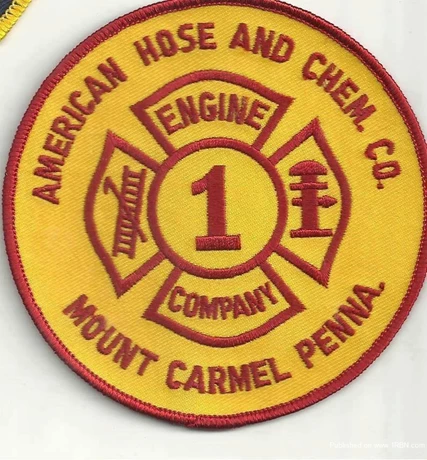 AMERICAN HOSE AND CHEM. CO.
ENGINE
1
COMPANY
MOUNT CARMEL PENNA.